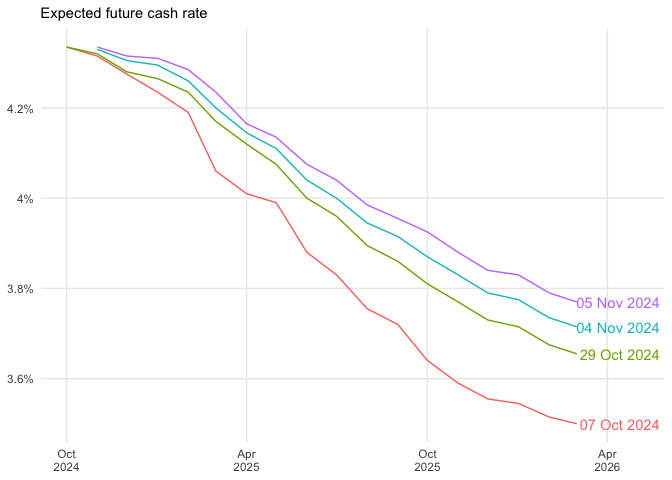 Expected future cash rate
4.2%
4%
3.8%
3.6%
05 Nov 2024
04 Nov 2024
29 Oct 2024
07 Oct 2024
Oct Apr Oct Apr
2024 2025 2025 2026